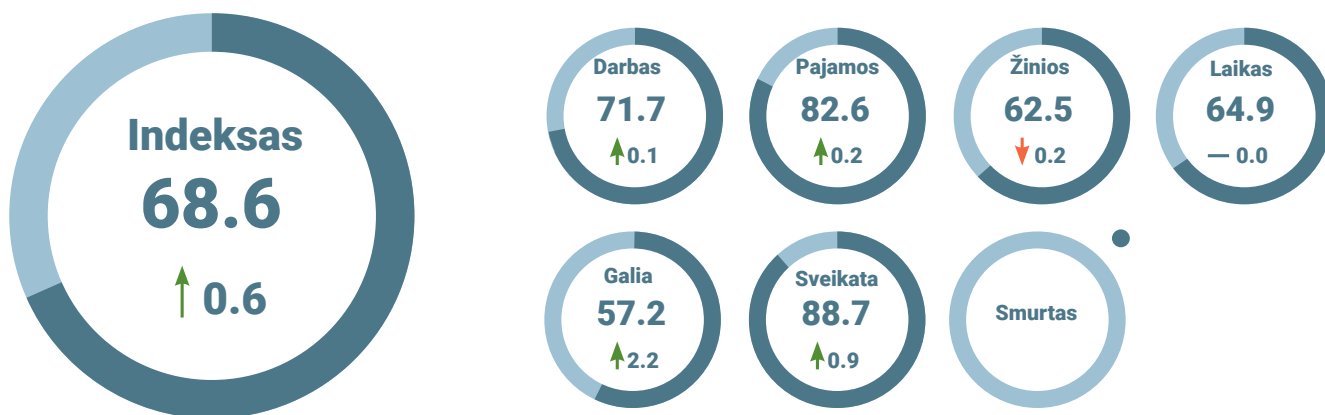 Indeksas
68.6
0.6
Darbas
71.7
0.1
Pajamos
82.6
0.2
Žinios
62.5
0.2
Laikas
64.9
0.0
Galia
57.2
2.2
Sveikata
88.7
0.9
Smurtas